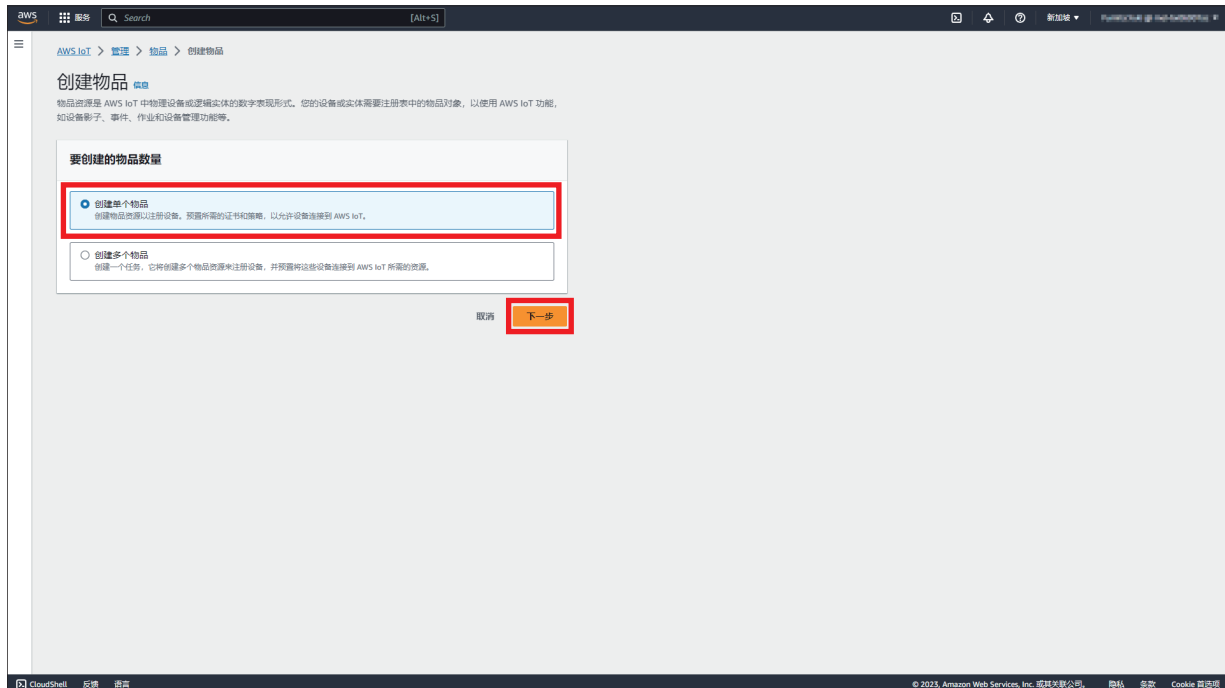 aws 服务 Search [Alt+S] 新加坡
AWS IoT > 管理 > 物品 > 创建物品
创建物品 信息
物品资源是 AWS IoT 中物理设备或逻辑实体的数字表现形式。您的设备或实体需要注册表中的物品对象，以使用 AWS IoT 功能，
如设备影子、事件、作业和设备管理功能等。
要创建的物品数量
创建单个物品
创建物品资源以注册设备。预置所需的证书和策略，以允许设备连接到 AWS IoT。
创建多个物品
创建一个任务，它将创建多个物品资源来注册设备，并预置将这些设备连接到 AWS IoT 所需的资源。
取消 下一步
CloudShell 反馈 语言 © 2023, Amazon Web Services, Inc. 或其关联公司。 隐私 条款 Cookie 首选项